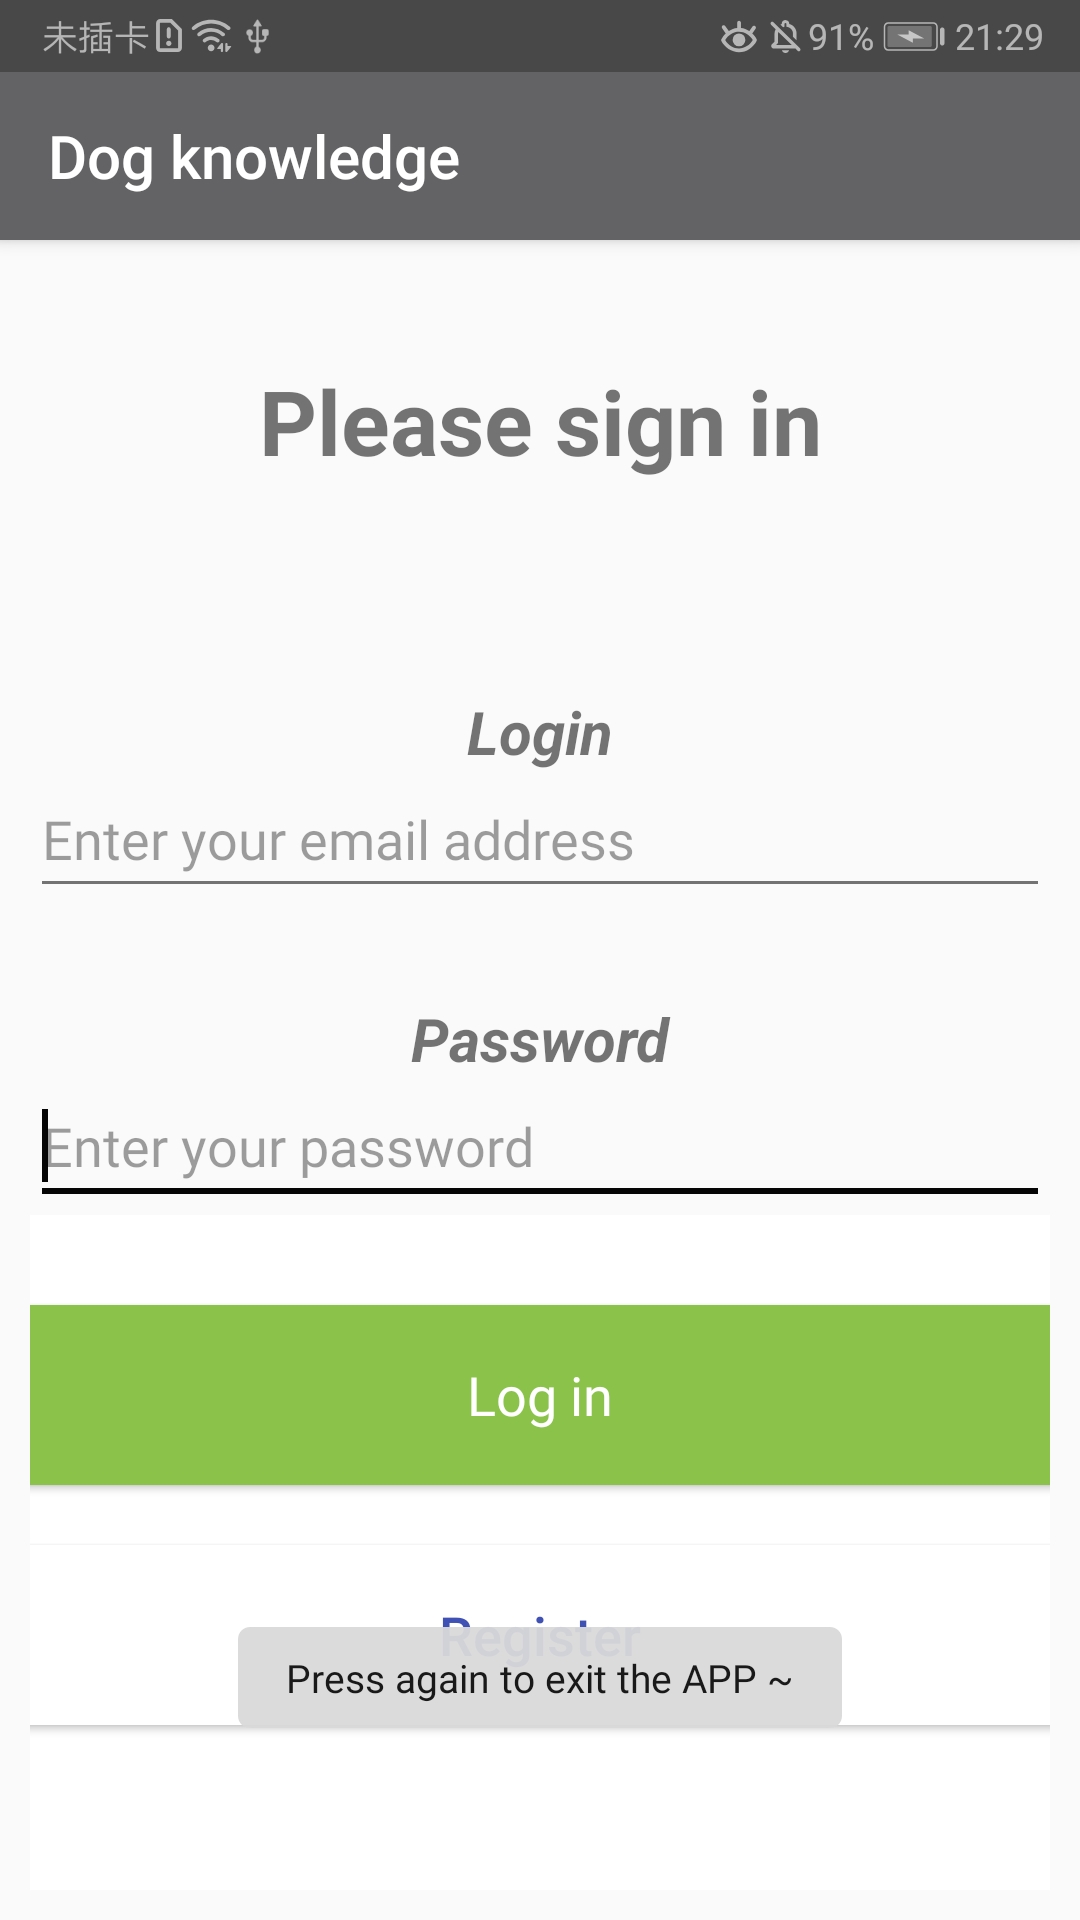 未插卡 91% 21:29
Dog knowledge
Please sign in
Login
Enter your email address
Password
Enter your password
Log in
Register
Press again to exit the APP ~